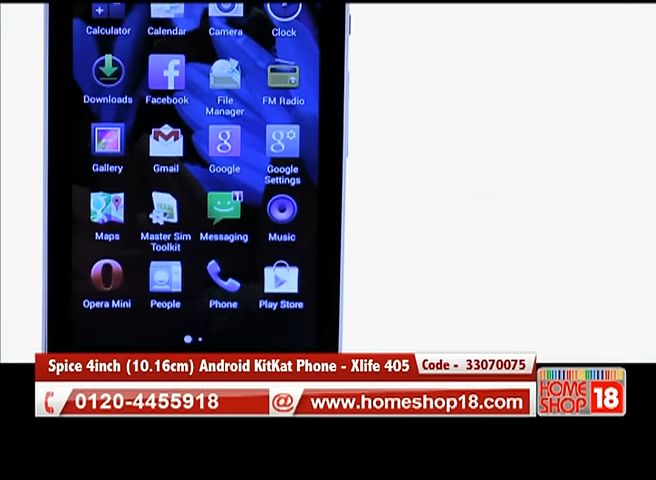 Calculator Calendar Camera Clock
Downloads Facebook File Manager FM Radio
Gallery Gmail Google Google Settings
Maps Master Sim Toolkit Messaging Music
Opera Mini People Phone Play Store
Spice 4inch (10.16cm) Android KitKat Phone - Xlife 405 Code - 33070075
0120-4455918 @ www.homeshop18.com
HOME SHOP 18